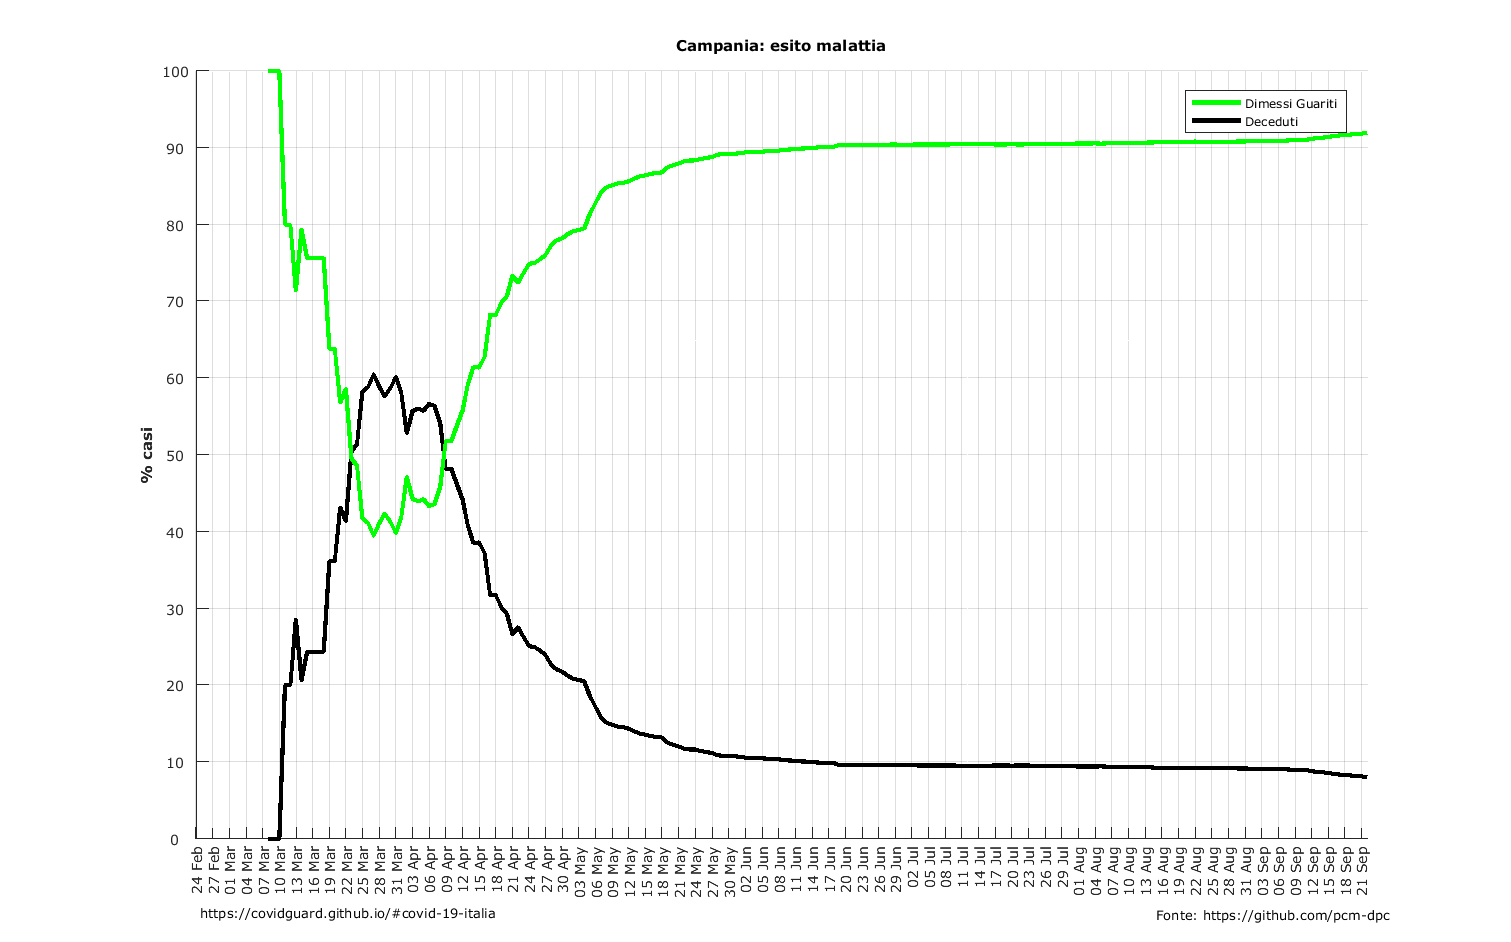 Campania: esito malattia
100
90
80
70
60
50
40
30
20
10
0
% casi
Dimessi Guariti
Deceduti
24 Feb
27 Feb
01 Mar
04 Mar
07 Mar
10 Mar
13 Mar
16 Mar
19 Mar
22 Mar
25 Mar
28 Mar
31 Mar
03 Apr
06 Apr
09 Apr
12 Apr
15 Apr
18 Apr
21 Apr
24 Apr
27 Apr
30 Apr
03 May
06 May
09 May
12 May
15 May
18 May
21 May
24 May
27 May
30 May
02 Jun
05 Jun
08 Jun
11 Jun
14 Jun
17 Jun
20 Jun
23 Jun
26 Jun
29 Jun
02 Jul
05 Jul
08 Jul
11 Jul
14 Jul
17 Jul
20 Jul
23 Jul
26 Jul
29 Jul
01 Aug
04 Aug
07 Aug
10 Aug
13 Aug
16 Aug
19 Aug
22 Aug
25 Aug
28 Aug
31 Aug
03 Sep
06 Sep
09 Sep
12 Sep
15 Sep
18 Sep
21 Sep
https://covidguard.github.io/#covid-19-italia
Fonte: https://github.com/pcm-dpc